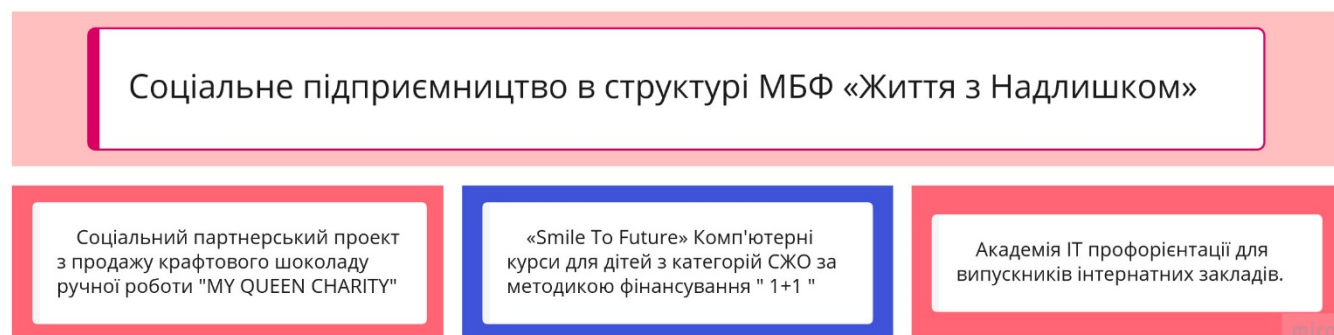 Соціальне підприємництво в структурі МБФ «Життя з Надлишком»
Соціальний партнерський проект
з продажу крафтового шоколаду
ручної роботи "MY QUEEN CHARITY"
«Smile To Future» Комп'ютерні
курси для дітей з категорій СЖО за
методикою фінансування " 1+1 "
Академія ІТ профорієнтації для
випускників інтернатних закладів.